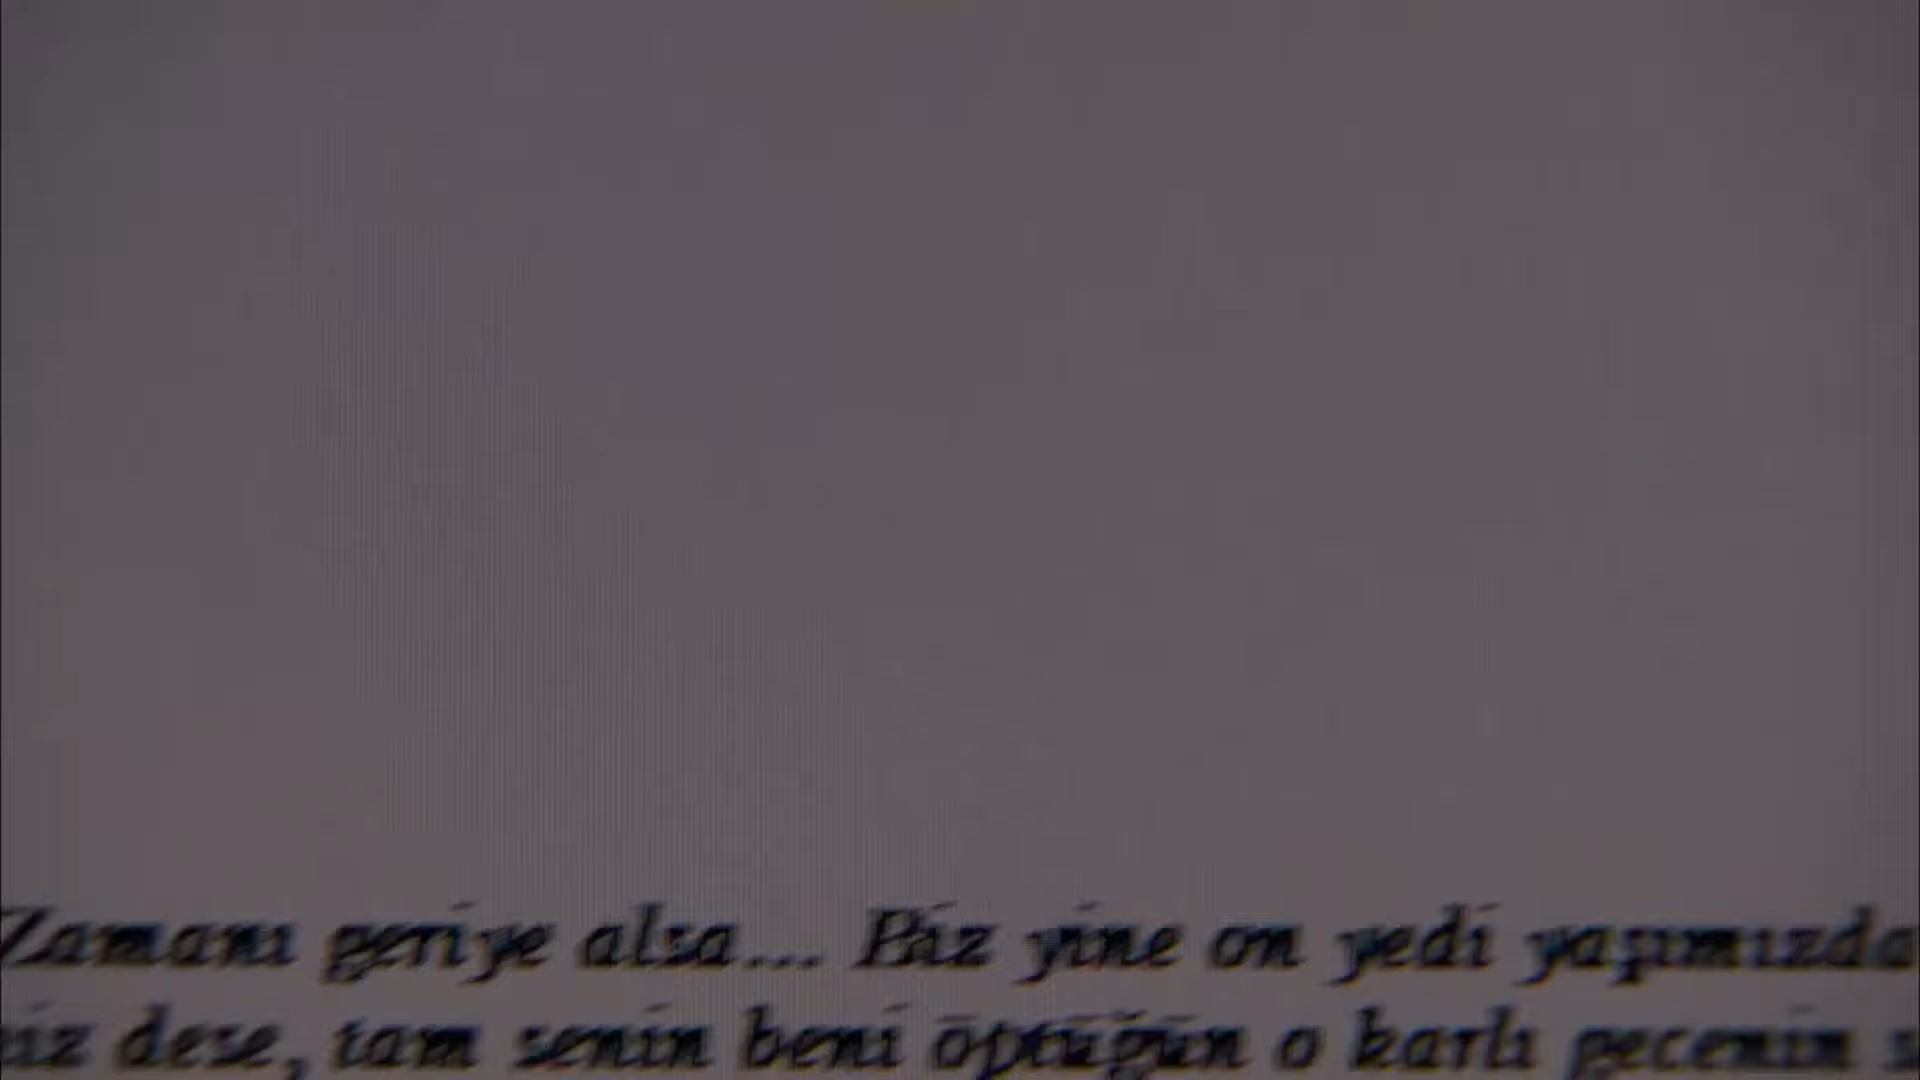 Zamanı geriye alsa... Biz yine on yedi yaşımızda
dese, tam senin beni öptüğün o karlı gecenin